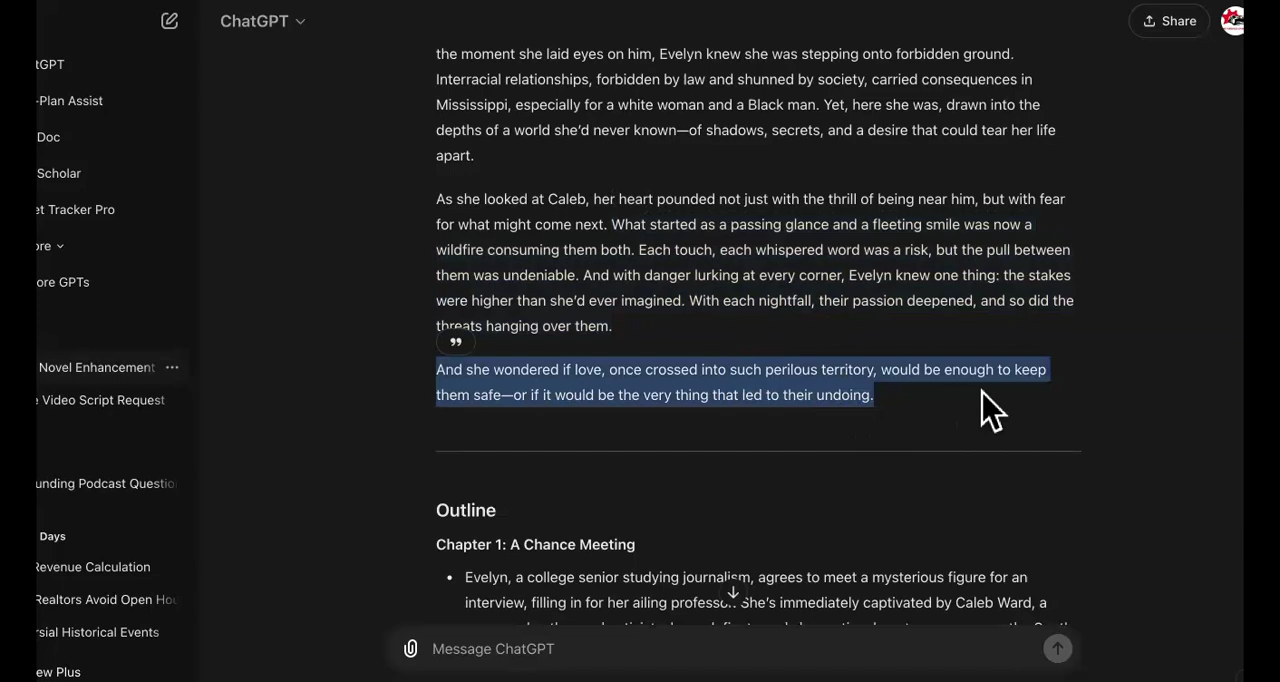 ChatGPT
Share
tGPT
-Plan Assist
Doc
Scholar
et Tracker Pro
ore
ore GPTs
Novel Enhancement
e Video Script Request
unding Podcast Questio
Days
Revenue Calculation
Realtors Avoid Open Hou
rsial Historical Events
ew Plus
the moment she laid eyes on him, Evelyn knew she was stepping onto forbidden ground.
Interracial relationships, forbidden by law and shunned by society, carried consequences in
Mississippi, especially for a white woman and a Black man. Yet, here she was, drawn into the
depths of a world she’d never known—of shadows, secrets, and a desire that could tear her life
apart.
As she looked at Caleb, her heart pounded not just with the thrill of being near him, but with fear
for what might come next. What started as a passing glance and a fleeting smile was now a
wildfire consuming them both. Each touch, each whispered word was a risk, but the pull between
them was undeniable. And with danger lurking at every corner, Evelyn knew one thing: the stakes
were higher than she’d ever imagined. With each nightfall, their passion deepened, and so did the
threats hanging over them.
And she wondered if love, once crossed into such perilous territory, would be enough to keep
them safe—or if it would be the very thing that led to their undoing.
Outline
Chapter 1: A Chance Meeting
• Evelyn, a college senior studying journalism, agrees to meet a mysterious figure for an
interview, filling in for her ailing professor. She’s immediately captivated by Caleb Ward, a
Message ChatGPT